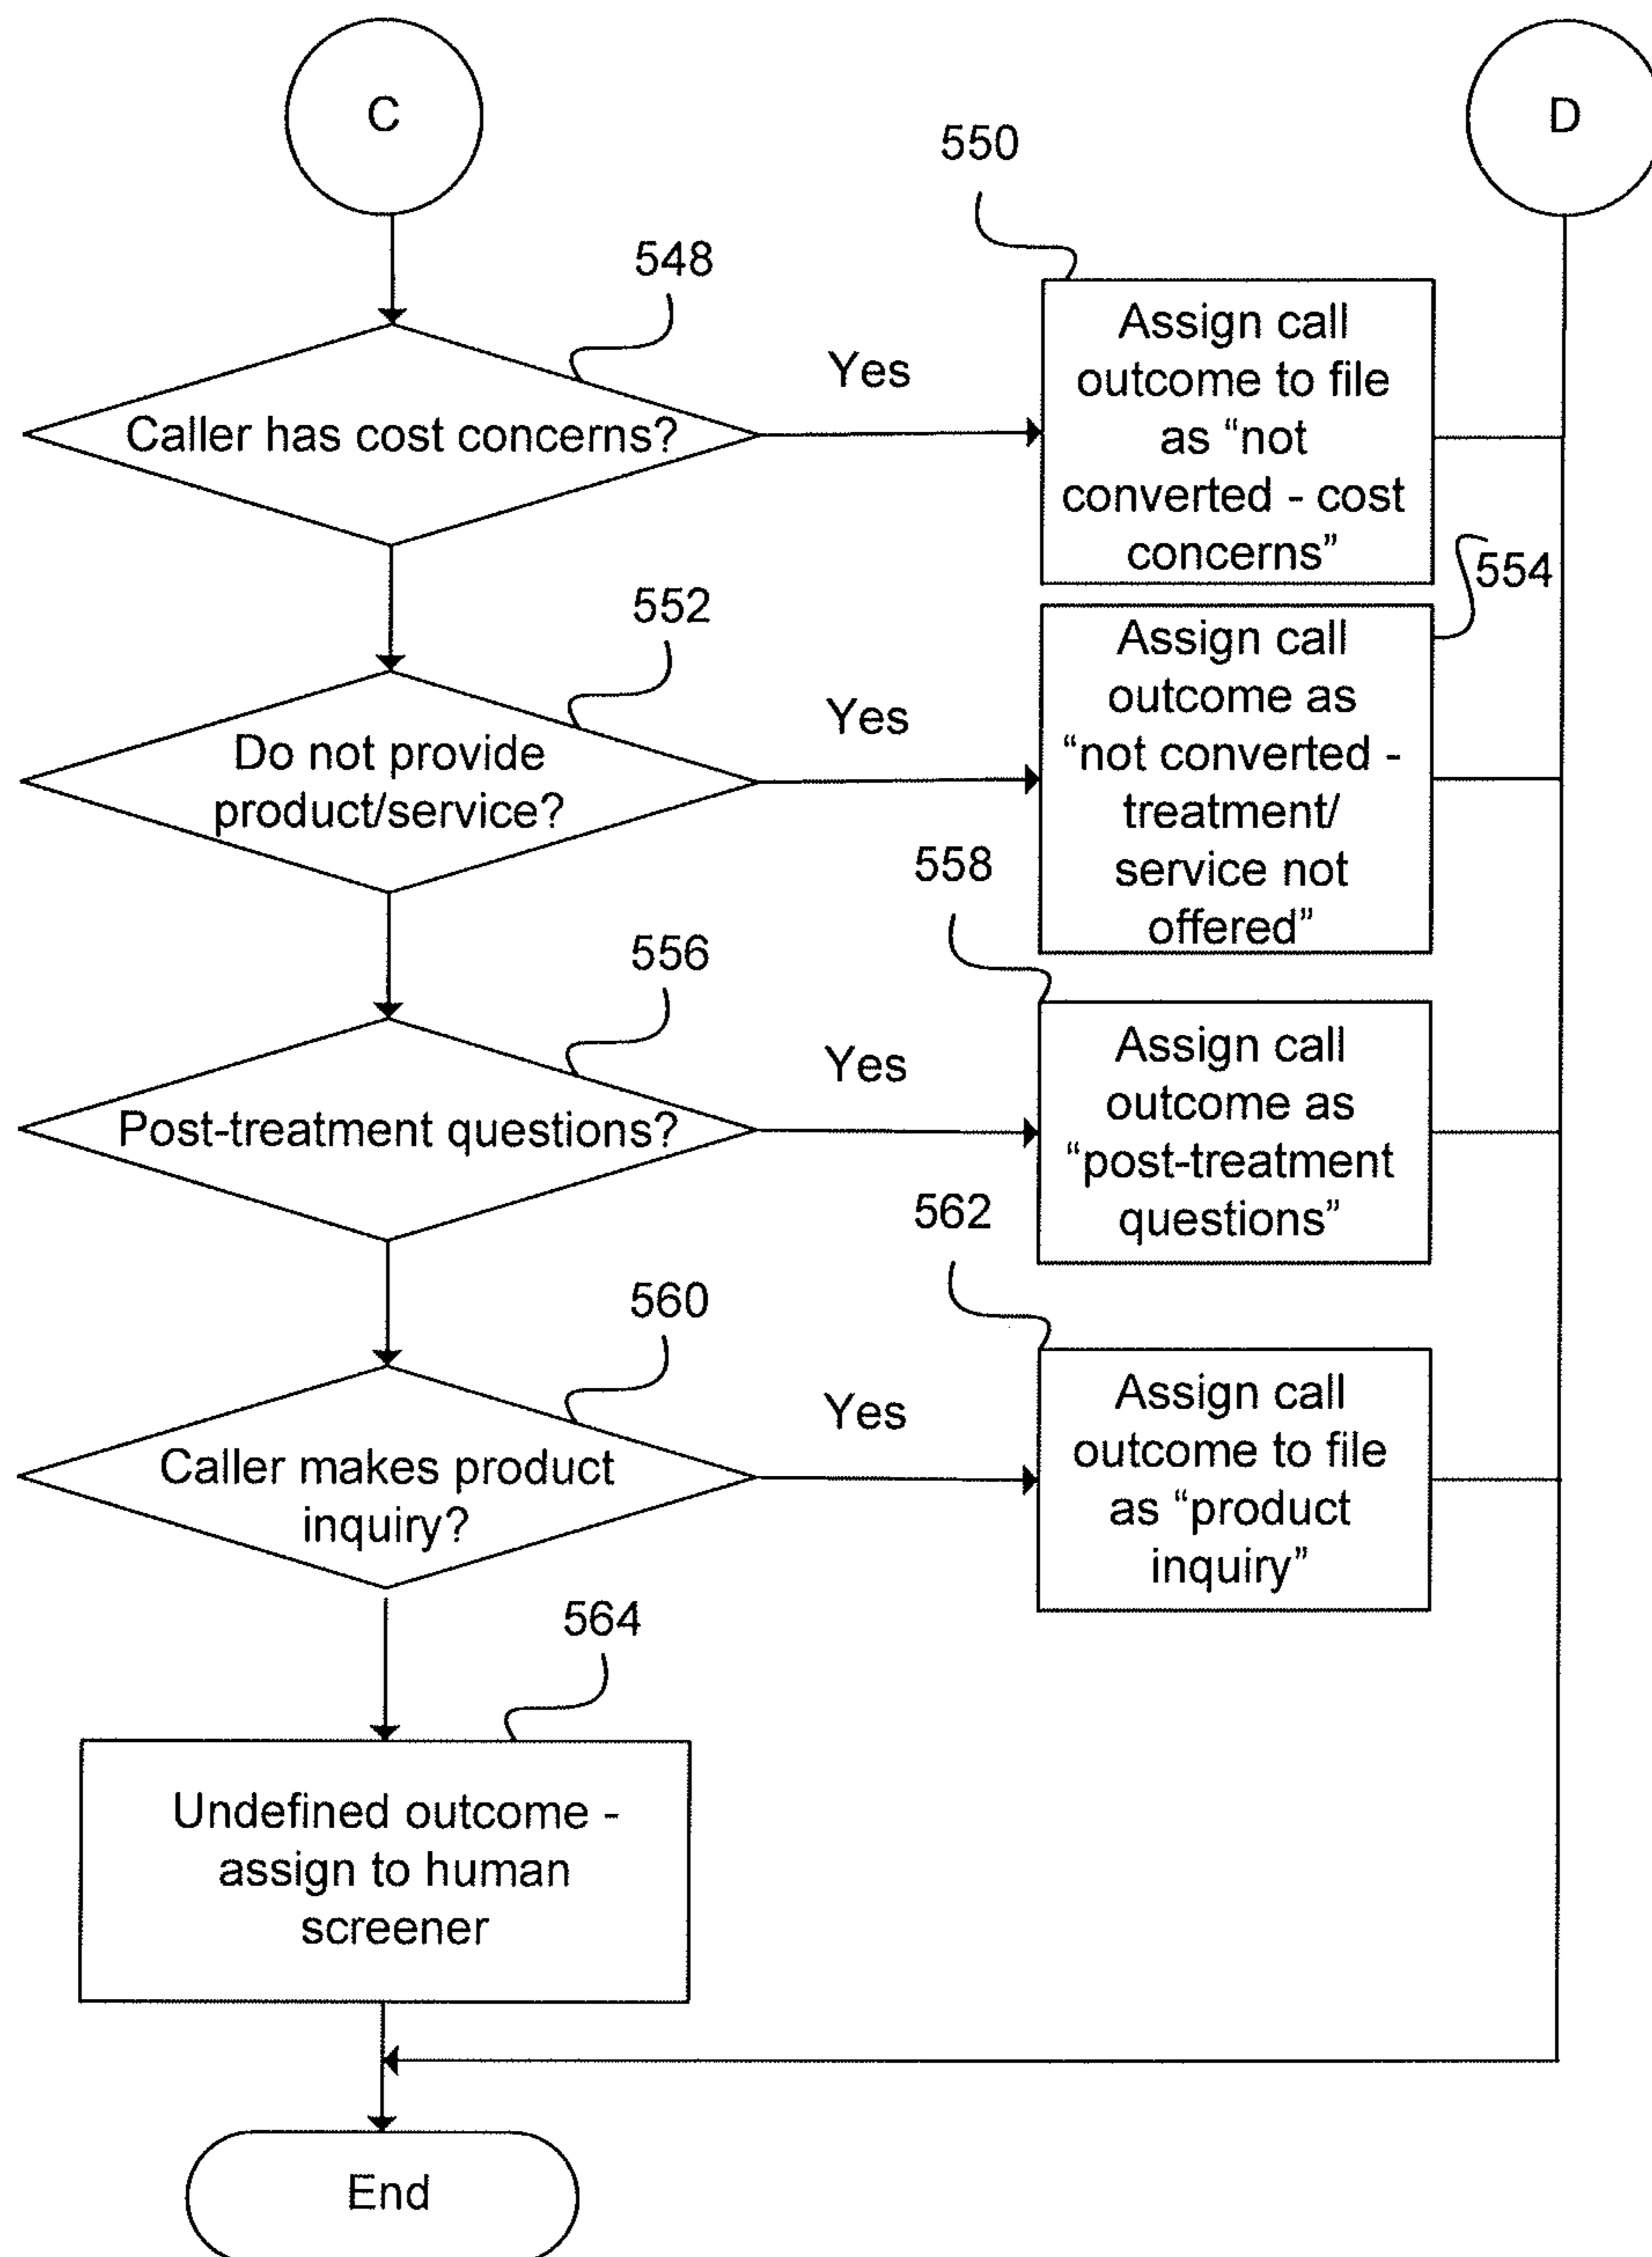 C
D
550
548
Caller has cost concerns?
Yes
Assign call
outcome to file
as “not
converted - cost
concerns”
554
552
Do not provide
product/service?
Yes
Assign call
outcome as
“not converted -
treatment/
service not
offered”
558
556
Post-treatment questions?
Yes
Assign call
outcome as
“post-treatment
questions”
562
560
Caller makes product
inquiry?
Yes
Assign call
outcome to file
as “product
inquiry”
564
Undefined outcome -
assign to human
screener
End